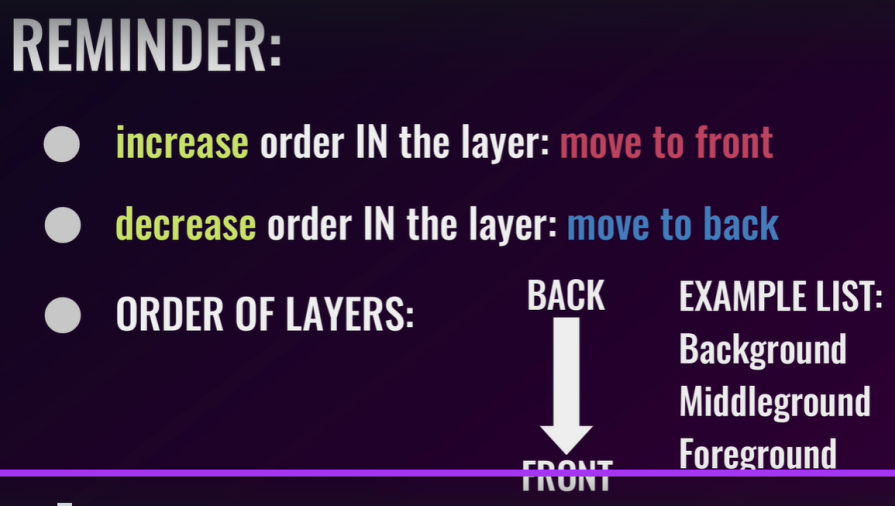 REMINDER:
increase order IN the layer: move to front
decrease order IN the layer: move to back
ORDER OF LAYERS:
BACK
FRONT
EXAMPLE LIST:
Background
Middleground
Foreground